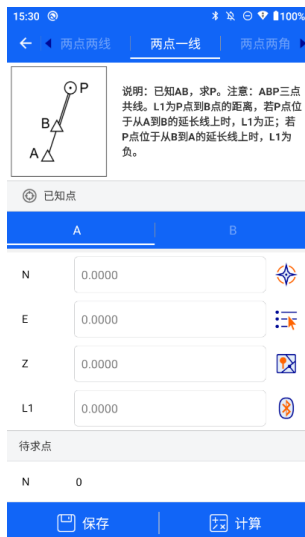 15:30 100%
两点两线 两点一线 两点两角
P
B
A
说明：已知AB，求P。注意：ABP三点
共线。L1为P点到B点的距离，若P点位
于从A到B的延长线上时，L1为正；若
P点位于从B到A的延长线上时，L1为
负。
已知点
A B
N 0.0000
E 0.0000
Z 0.0000
L1 0.0000
待求点
N 0
保存 计算